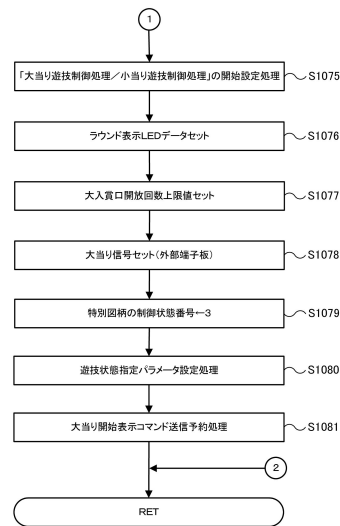 1
「大当り遊技制御処理／小当り遊技制御処理」の開始設定処理
S1075
ラウンド表示LEDデータセット
S1076
大入賞口開放回数上限値セット
S1077
大当り信号セット(外部端子板)
S1078
特別図柄の制御状態番号←3
S1079
遊技状態指定パラメータ設定処理
S1080
大当り開始表示コマンド送信予約処理
S1081
2
RET